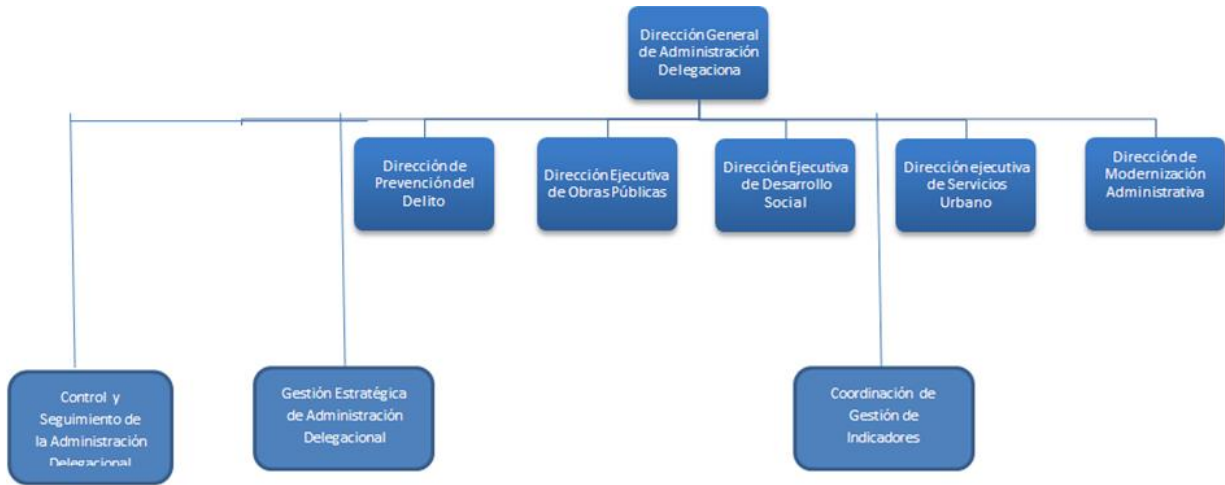 Dirección General
de Administración
Delegaciona
Dirección de
Prevención del
Delito
Dirección Ejecutiva
de Obras Públicas
Dirección Ejecutiva
de Desarrollo
Social
Dirección ejecutiva
de Servicios
Urbano
Dirección de
Modernización
Administrativa
Control y
Seguimiento de
la Administración
Delegacional
Gestión Estratégica
de Administración
Delegacional
Coordinación de
Gestión de
Indicadores